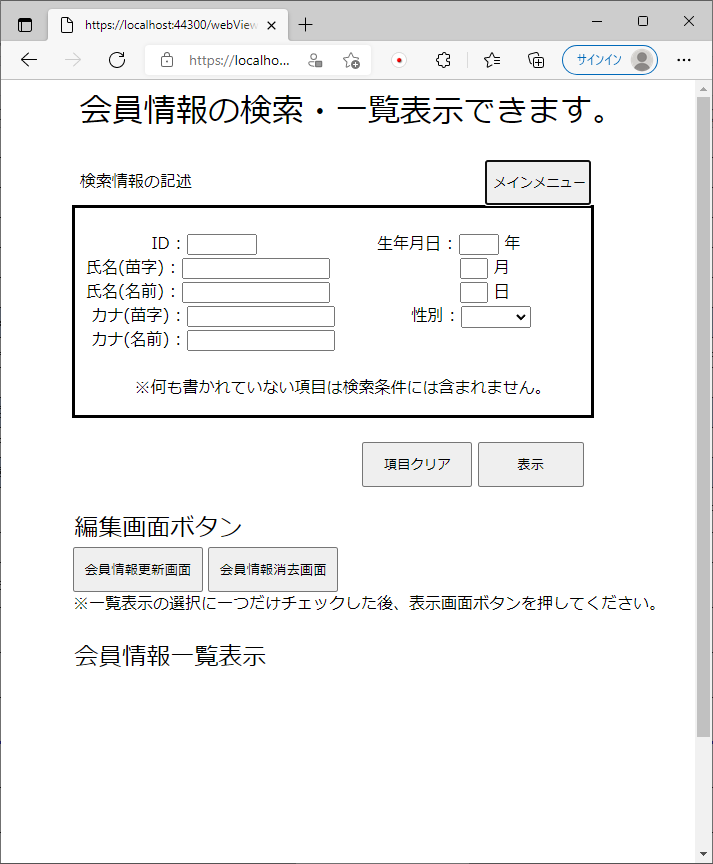 https://localhost:44300/webView
https://localho...
サインイン
会員情報の検索・一覧表示できます。
検索情報の記述
メインメニュー
ID： 生年月日： 年
氏名(苗字)： 月
氏名(名前)： 日
カナ(苗字)： 性別：
カナ(名前)：
※何も書かれていない項目は検索条件には含まれません。
項目クリア 表示
編集画面ボタン
会員情報更新画面 会員情報消去画面
※一覧表示の選択に一つだけチェックした後、表示画面ボタンを押してください。
会員情報一覧表示